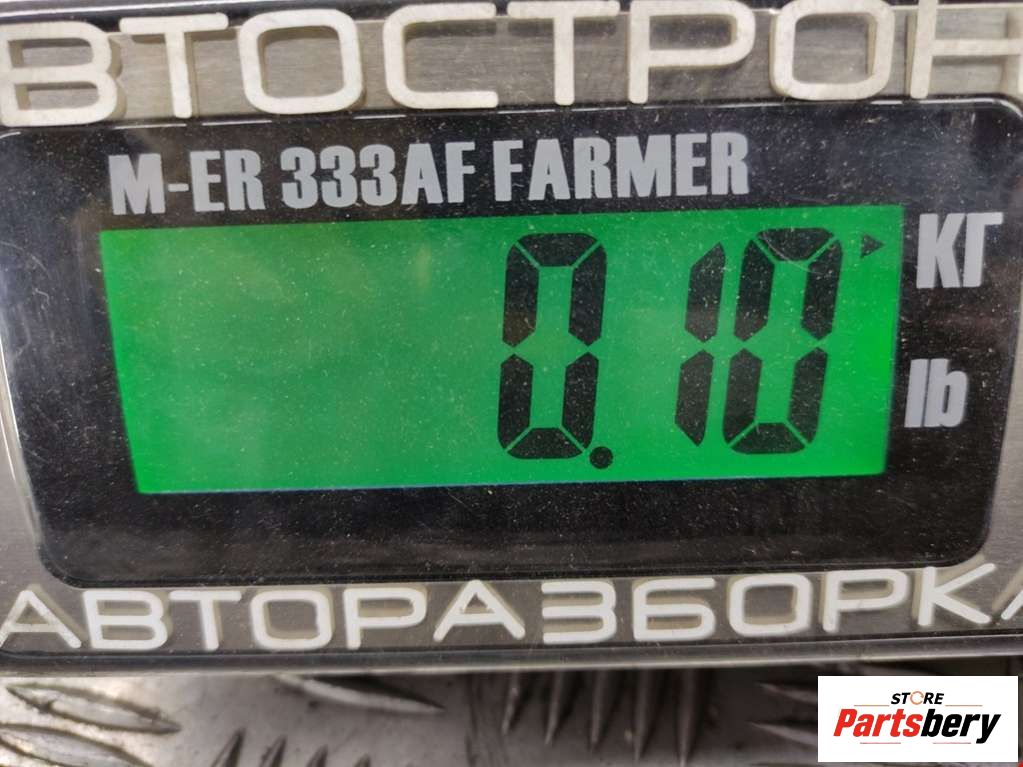 ВТОСТРОН
M-ER 333AF FARMER
0.10
КГ
lb
АВТОРАЗБОРКА
STORE
Partsbery